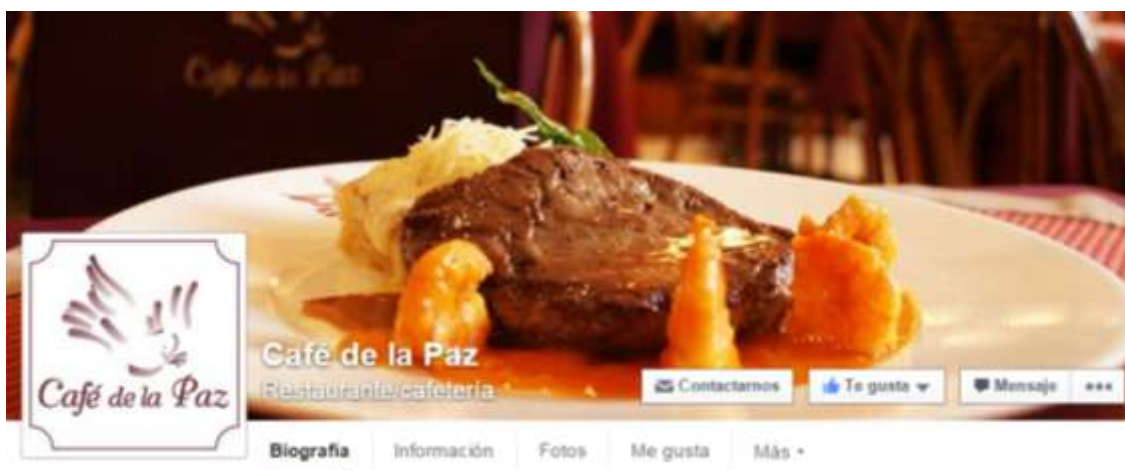 Café de la Paz
Café de la Paz
Café de la Paz
Restaurante/cafetería
Contactarnos
Te gusta
Mensaje
Biografía
Información
Fotos
Me gusta
Más